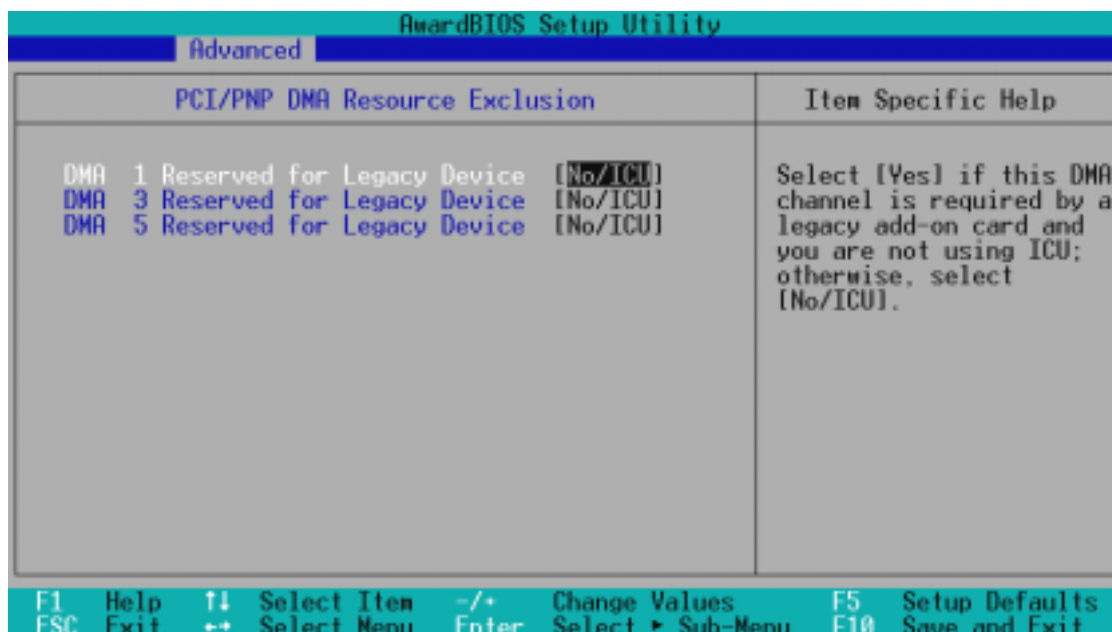 AwardBIOS Setup Utility
Advanced
PCI/PNP DMA Resource Exclusion
Item Specific Help
DMA 1 Reserved for Legacy Device [No/ICU]
DMA 3 Reserved for Legacy Device [No/ICU]
DMA 5 Reserved for Legacy Device [No/ICU]
Select [Yes] if this DMA
channel is required by a
legacy add-on card and
you are not using ICU;
otherwise, select
[No/ICU].
F1 Help ↑↓ Select Item -/+ Change Values F5 Setup Defaults
ESC Exit ←→ Select Menu Enter Select ► Sub-Menu F10 Save and Exit